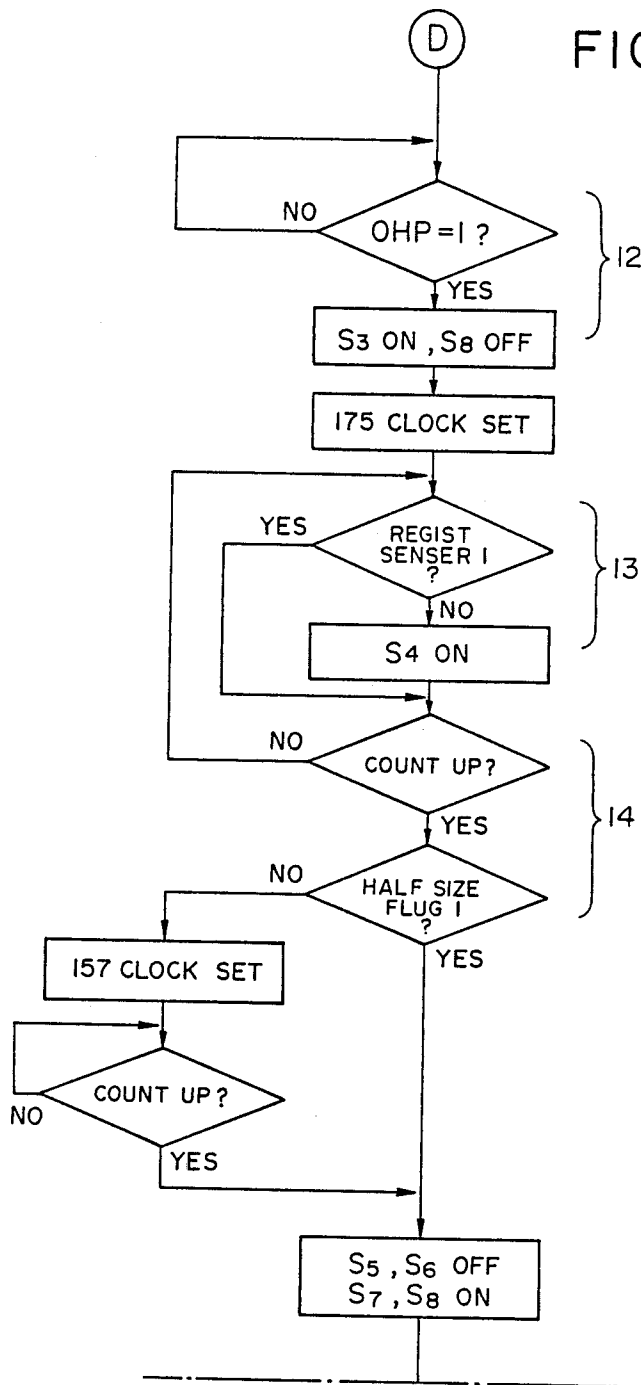 D
FIG
NO
OHP=1?
12
YES
S3 ON, S8 OFF
175 CLOCK SET
YES
REGIST
SENSER 1
?
13
NO
S4 ON
NO
COUNT UP?
14
YES
NO
HALF SIZE
FLUG 1
?
YES
157 CLOCK SET
COUNT UP?
NO
YES
S5, S6 OFF
S7, S8 ON